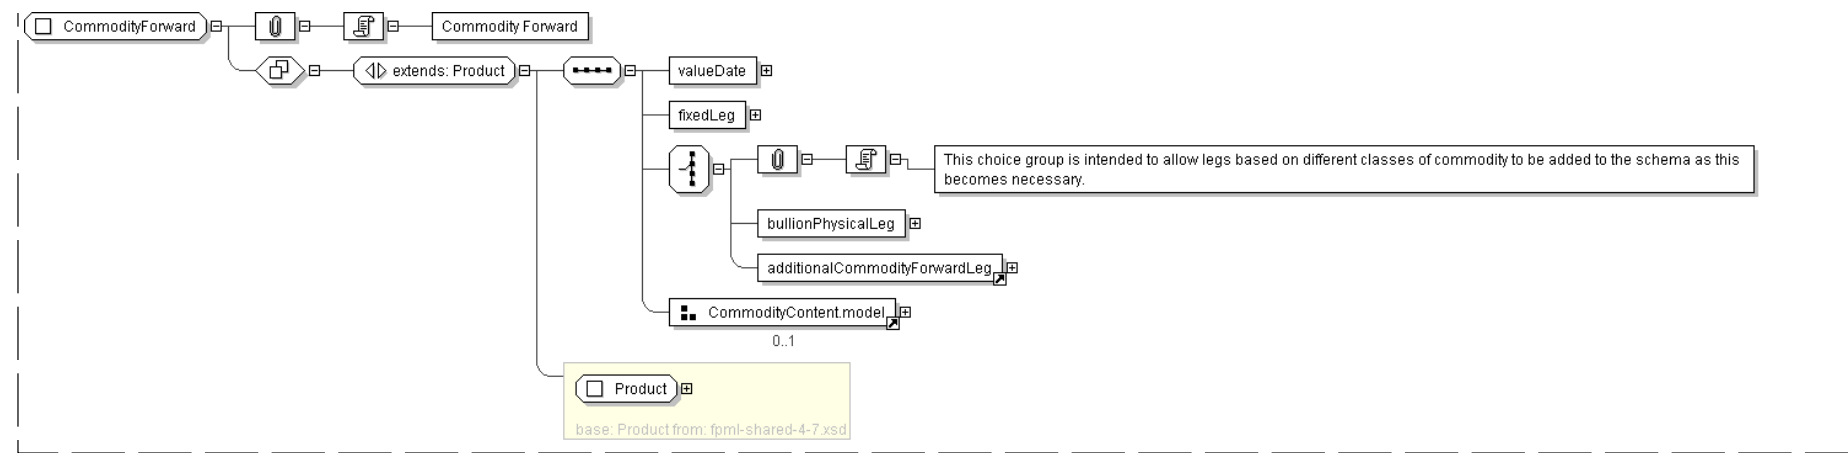 CommodityForward
Commodity Forward
extends: Product
valueDate
fixedLeg
This choice group is intended to allow legs based on different classes of commodity to be added to the schema as this
becomes necessary.
bullionPhysicalLeg
additionalCommodityForwardLeg
CommodityContent.model
0..1
Product
base: Product from: fpml-shared-4-7.xsd